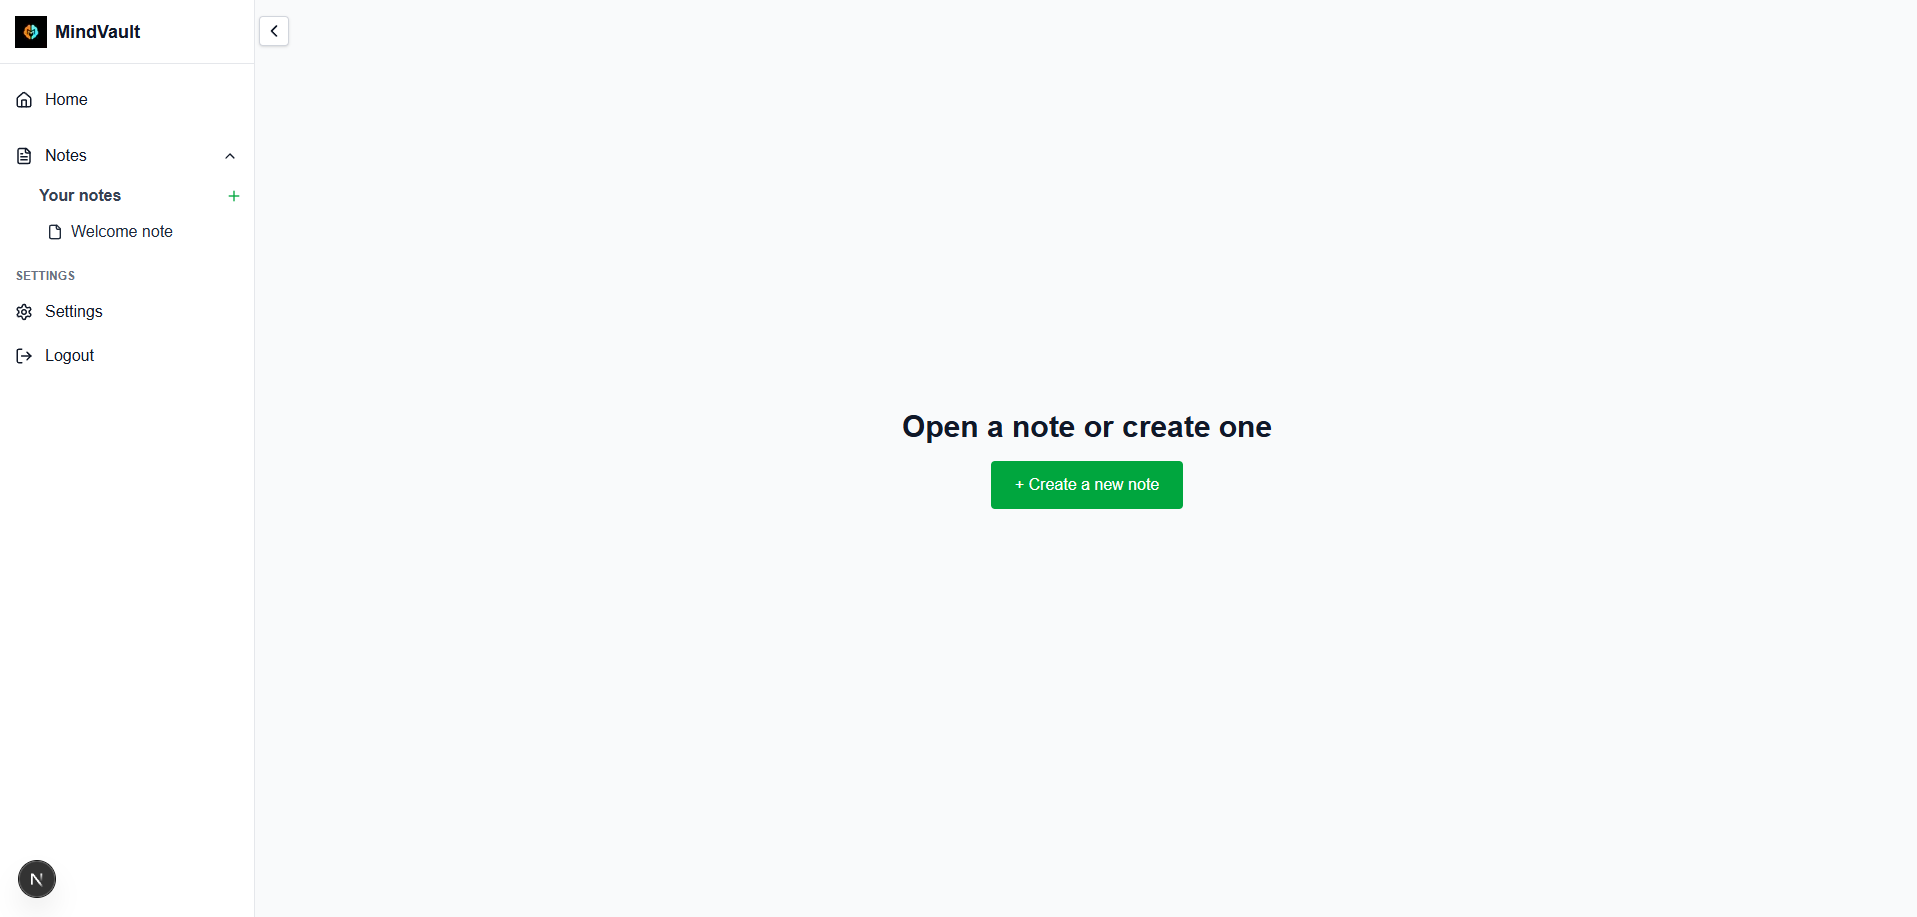 MindVault
Home
Notes
Your notes
+
Welcome note
SETTINGS
Settings
Logout
Open a note or create one
+ Create a new note
N